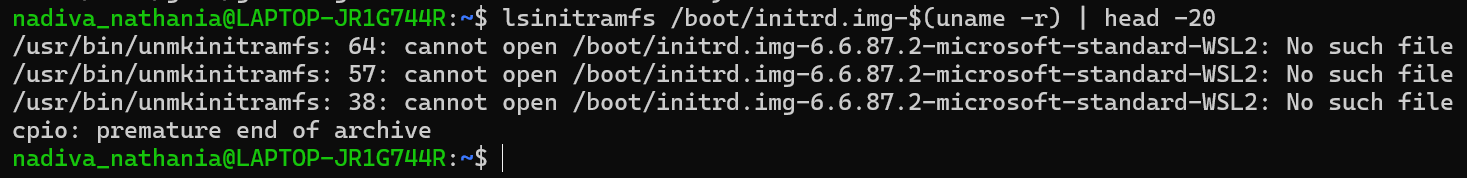 nadiva_nathania@LAPTOP-JR1G744R:~$ lsinitramfs /boot/initrd.img-$(uname -r) | head -20
/usr/bin/unmkinitramfs: 64: cannot open /boot/initrd.img-6.6.87.2-microsoft-standard-WSL2: No such file
/usr/bin/unmkinitramfs: 57: cannot open /boot/initrd.img-6.6.87.2-microsoft-standard-WSL2: No such file
/usr/bin/unmkinitramfs: 38: cannot open /boot/initrd.img-6.6.87.2-microsoft-standard-WSL2: No such file
cpio: premature end of archive
nadiva_nathania@LAPTOP-JR1G744R:~$